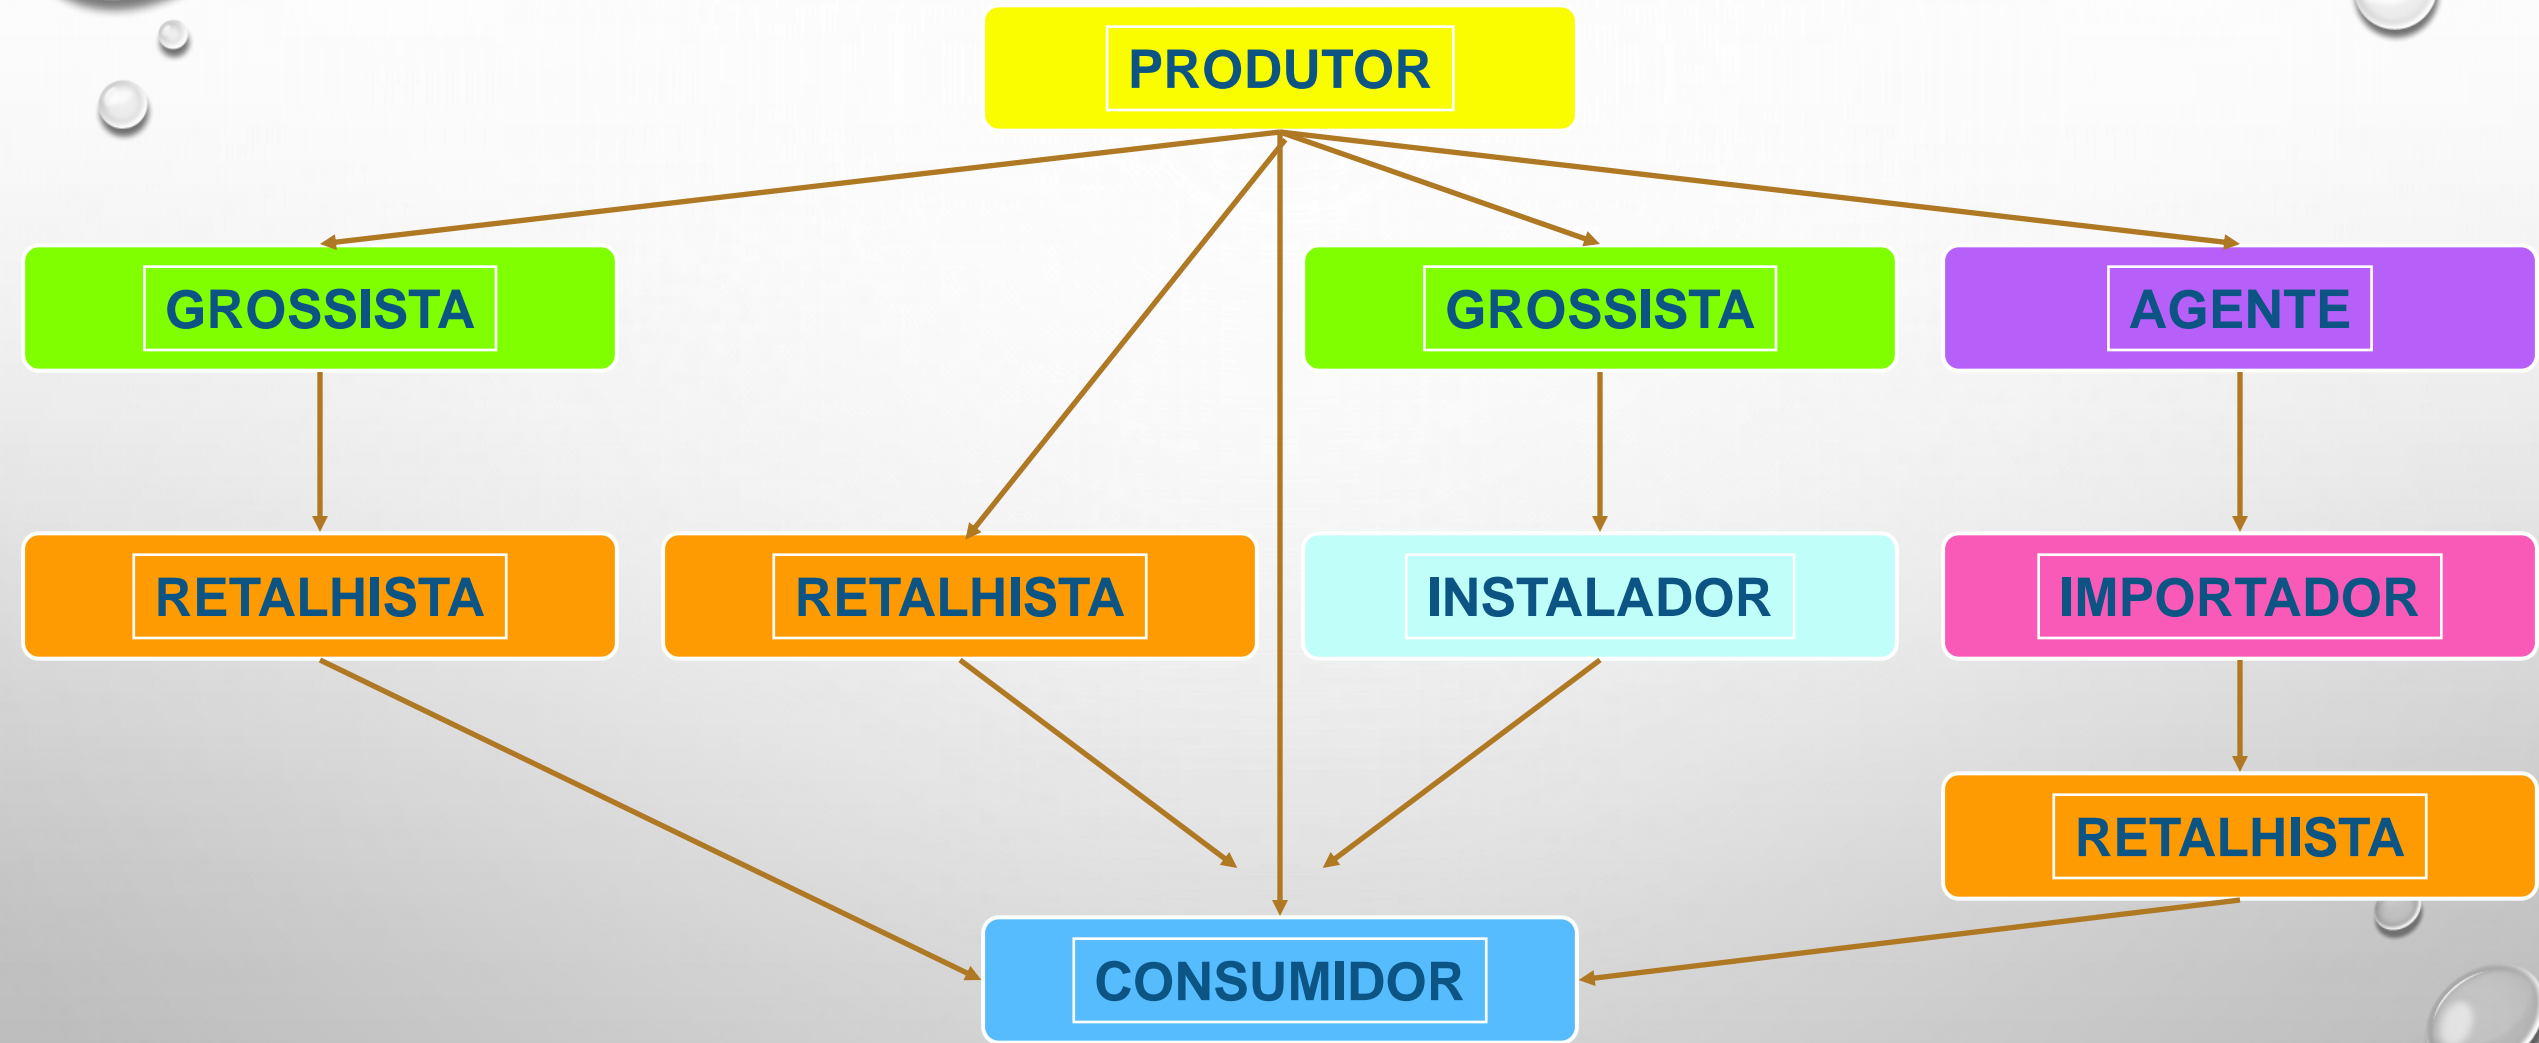 PRODUTOR
GROSSISTA
GROSSISTA
AGENTE
RETALHISTA
RETALHISTA
INSTALADOR
IMPORTADOR
RETALHISTA
CONSUMIDOR